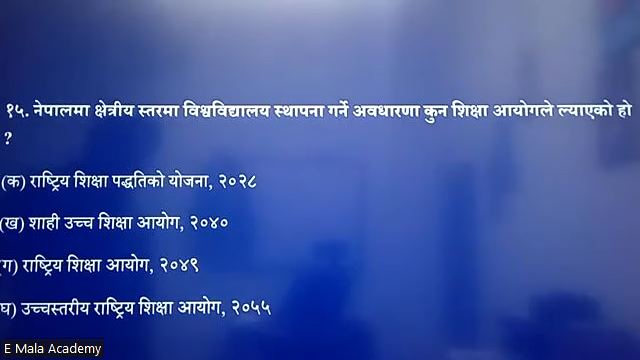 १५. नेपालमा क्षेत्रीय स्तरमा विश्वविद्यालय स्थापना गर्ने अवधारणा कुन शिक्षा आयोगले ल्याएको हो
?
(क) राष्ट्रिय शिक्षा पद्धतिको योजना, २०२८
(ख) शाही उच्च शिक्षा आयोग, २०४०
(ग) राष्ट्रिय शिक्षा आयोग, २०४९
घ) उच्चस्तरीय राष्ट्रिय शिक्षा आयोग, २०५५
E Mala Academy